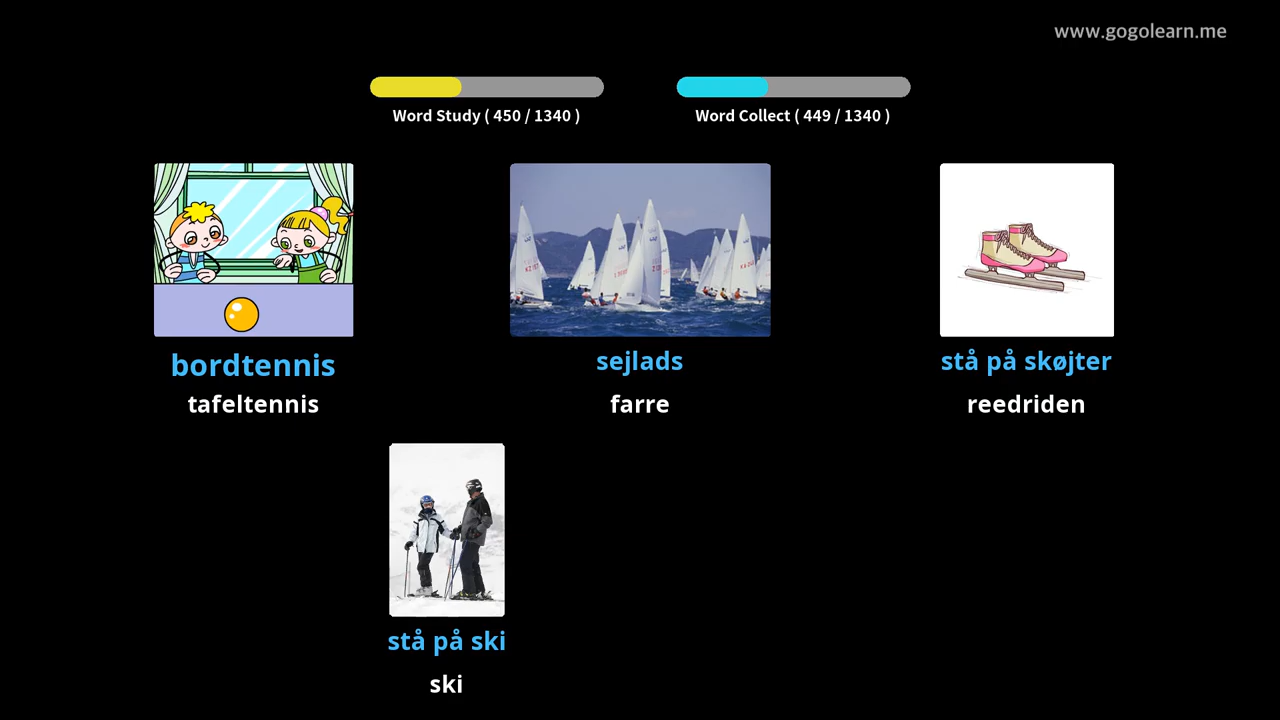 www.gogolearn.me
Word Study ( 450 / 1340 )
Word Collect ( 449 / 1340 )
bordtennis
tafeltennis
sejlads
farre
stå på skøjter
reedriden
stå på ski
ski